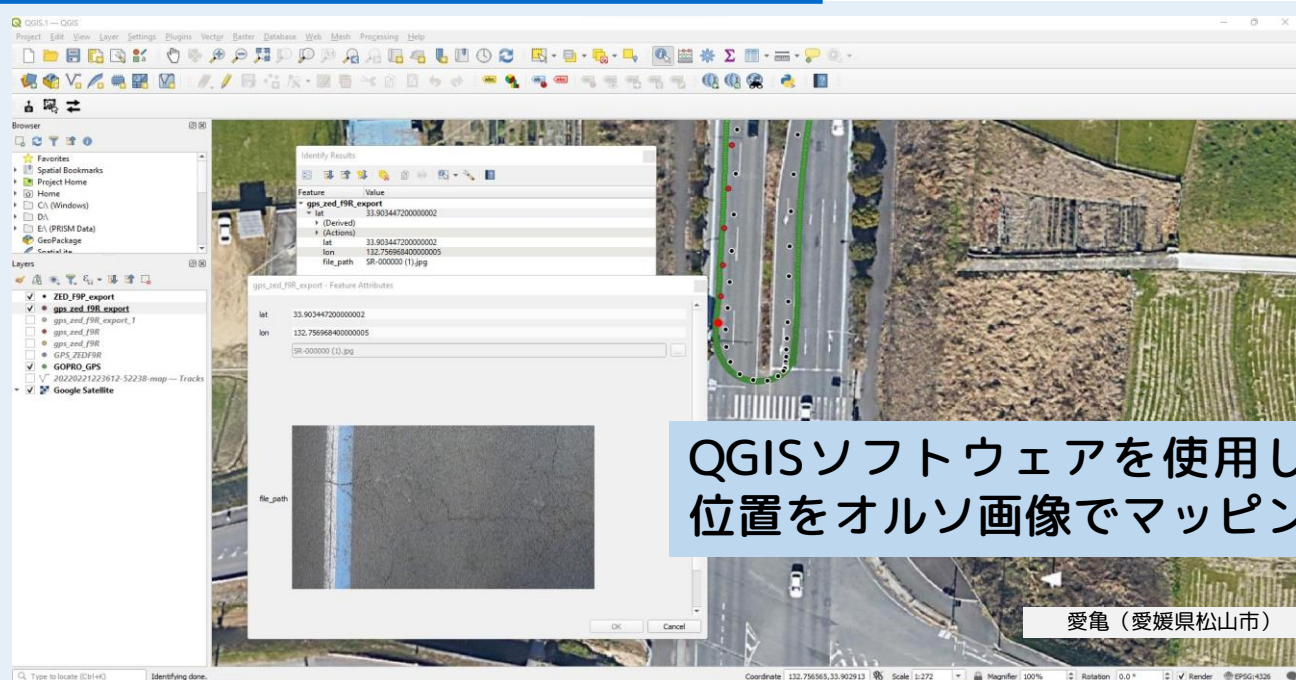 QGIS.1 — QGIS
Project Edit View Layer Settings Plugins Vector Raster Database Web Mesh Processing Help
Browser
Favorites
Spatial Bookmarks
Project Home
Home
C:\ (Windows)
D:\
E:\ (PRISM Data)
GeoPackage
SpatiaLite
Layers
ZED_F9P_export
gps_zed_f9R_export
gps_zed_f9R_export_1
gps_zed_f9R
gps_zed_f9R
GPS_ZEDF9R
GOPRO_GPS
20220221223612-52238-map — Tracks
Google Satellite
Identify Results
Feature Value
gps_zed_f9R_export
lat 33.903447200000002
(Derived)
(Actions)
lat 33.903447200000002
lon 132.756968400000005
file_path SR-000000 (1).jpg
gps_zed_f9R_export - Feature Attributes
lat 33.903447200000002
lon 132.756968400000005
SR-000000 (1).jpg
...
file_path
OK Cancel
QGISソフトウェアを使用し
位置をオルソ画像でマッピン
愛亀（愛媛県松山市）
Type to locate (Ctrl+K) Identifying done. Coordinate 132.756565,33.902913 Scale 1:272 Magnifier 100% Rotation 0.0 ° Render EPSG:4326